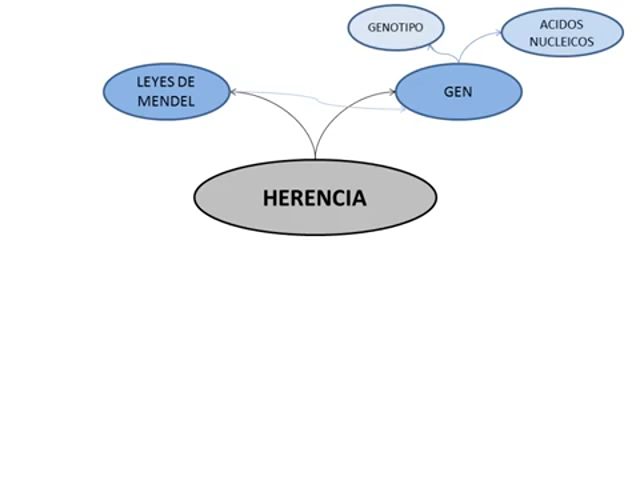 GENOTIPO
ACIDOS
NUCLEICOS
LEYES DE
MENDEL
GEN
HERENCIA